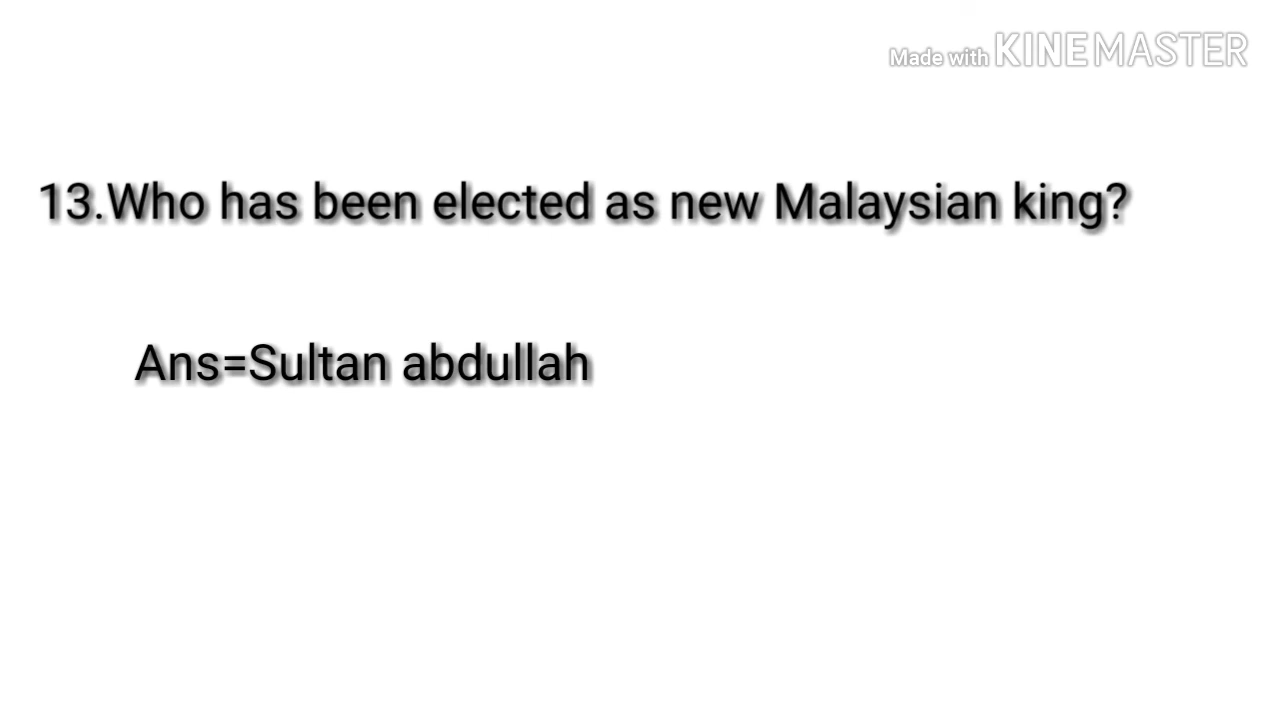 Made with KINEMASTER
13.Who has been elected as new Malaysian king?
Ans=Sultan abdullah